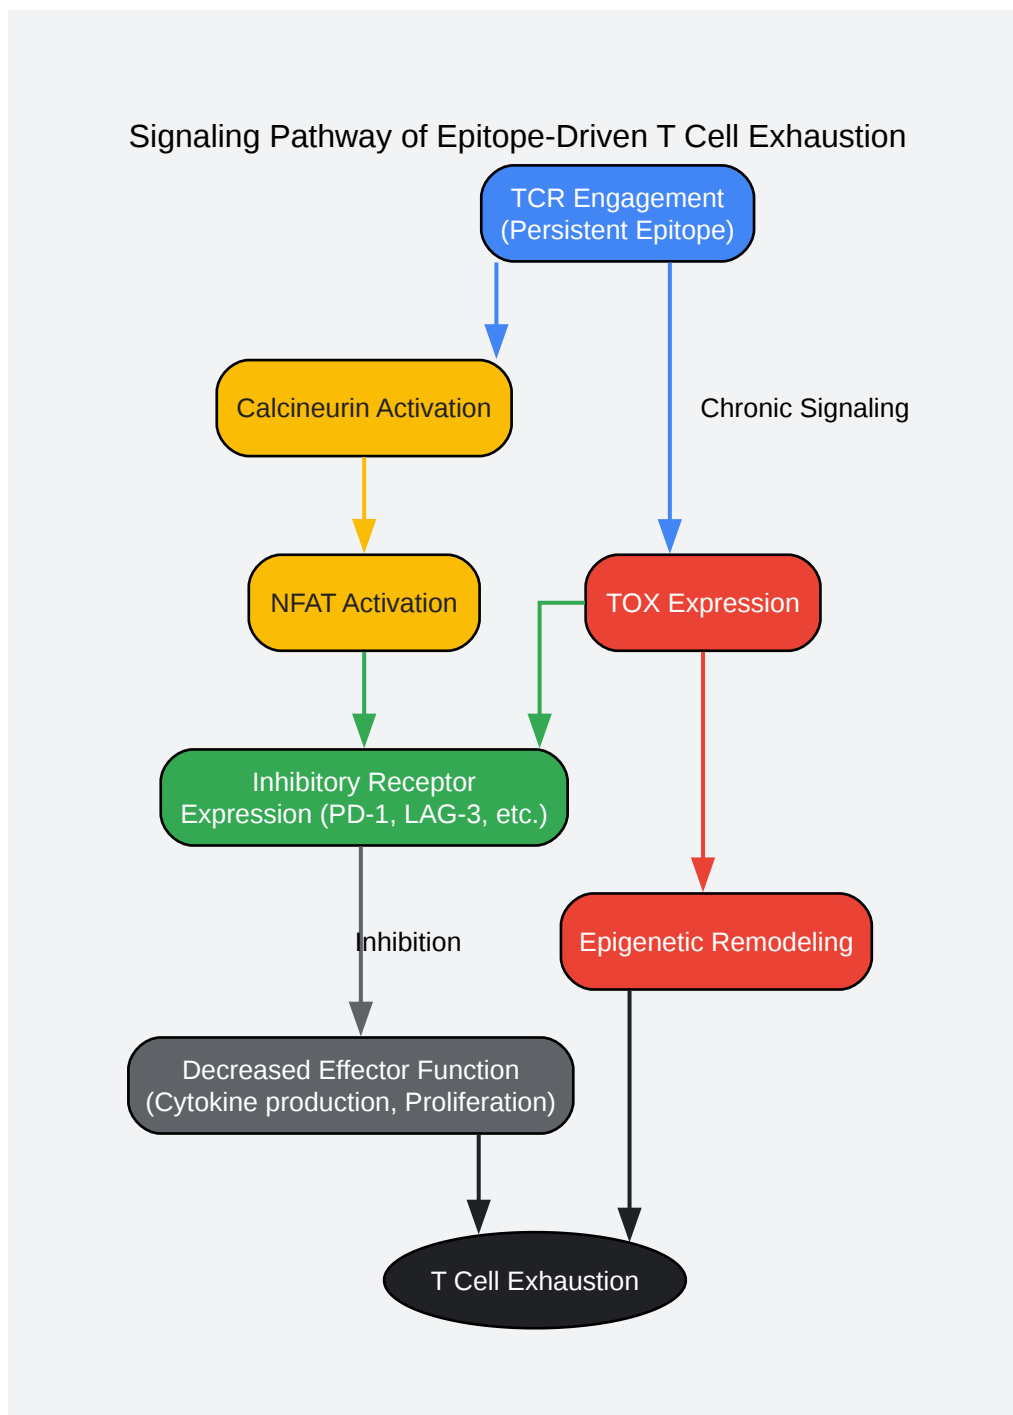 Signaling Pathway of Epitope-Driven T Cell Exhaustion
TCR Engagement
(Persistent Epitope)
Calcineurin Activation
Chronic Signaling
NFAT Activation
TOX Expression
Inhibitory Receptor
Expression (PD-1, LAG-3, etc.)
Inhibition
Epigenetic Remodeling
Decreased Effector Function
(Cytokine production, Proliferation)
T Cell Exhaustion